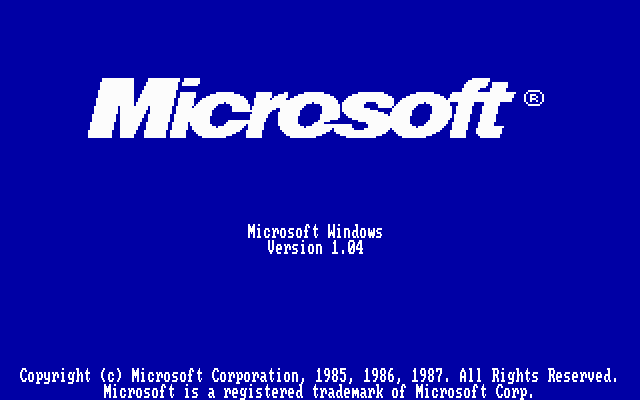 Microsoft®
Microsoft Windows
Version 1.04
Copyright (c) Microsoft Corporation, 1985, 1986, 1987. All Rights Reserved.
Microsoft is a registered trademark of Microsoft Corp.